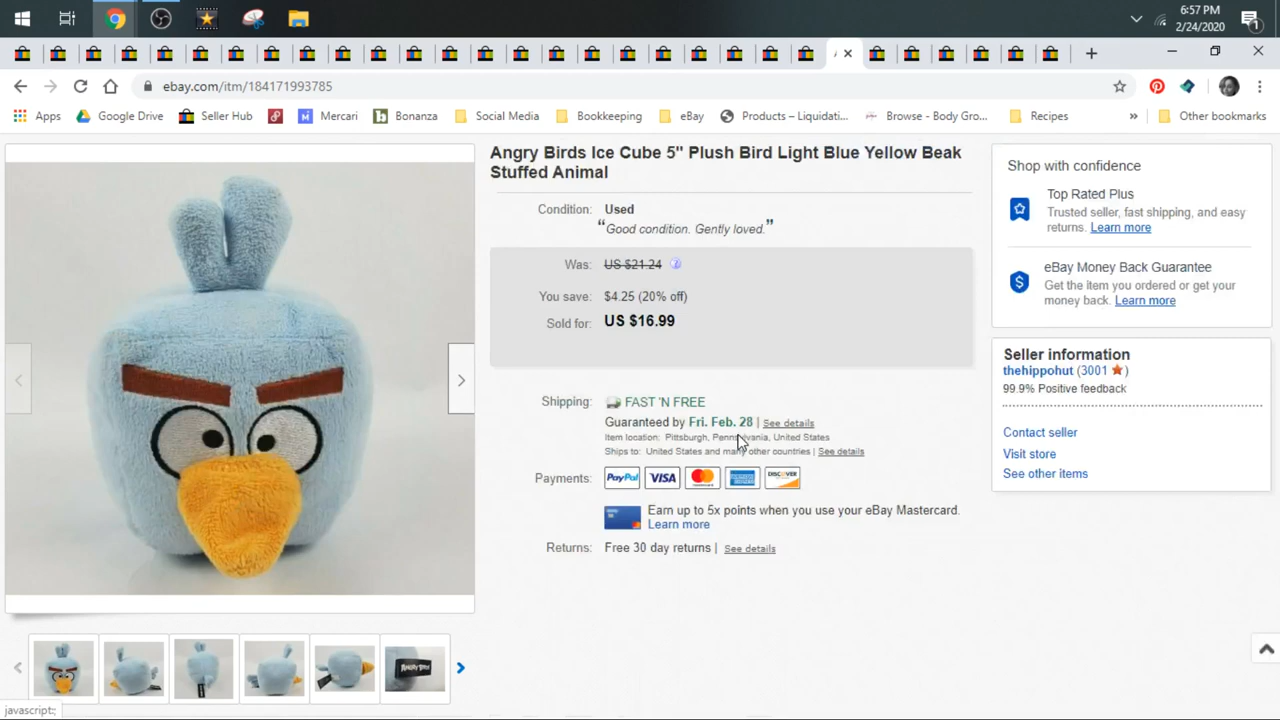 6:57 PM
2/24/2020
1
ebay.com/itm/184171993785
Apps
Google Drive
Seller Hub
Mercari
Bonanza
Social Media
Bookkeeping
eBay
Products – Liquidati...
Browse - Body Gro...
Recipes
»
Other bookmarks
Angry Birds Ice Cube 5" Plush Bird Light Blue Yellow Beak
Stuffed Animal
Condition: Used
“Good condition. Gently loved.”
Was: US $21.24
You save: $4.25 (20% off)
Sold for: US $16.99
Shipping: FAST 'N FREE
Guaranteed by Fri. Feb. 28 | See details
Item location: Pittsburgh, Pennsylvania, United States
Ships to: United States and many other countries | See details
Payments: PayPal VISA MasterCard AMERICAN EXPRESS DISCOVER
Earn up to 5x points when you use your eBay Mastercard.
Learn more
Returns: Free 30 day returns | See details
Shop with confidence
Top Rated Plus
Trusted seller, fast shipping, and easy
returns. Learn more
eBay Money Back Guarantee
Get the item you ordered or get your
money back. Learn more
Seller information
thehippohut (3001 )
99.9% Positive feedback
Contact seller
Visit store
See other items
ANGRY BIRDS
javascript:;